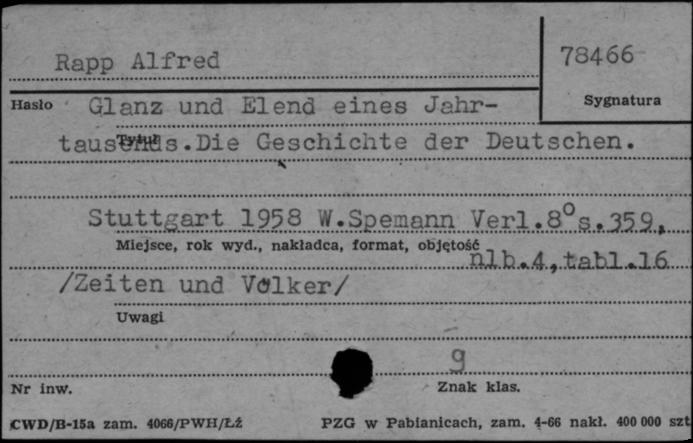 Rapp Alfred
78466
Hasło
Glanz und Elend eines Jahr-
Sygnatura
tausends.Die Geschichte der Deutschen.
Tytuł
Stuttgart 1958 W.Spemann Verl.8° s.359,
Miejsce, rok wyd., nakładca, format, objętość
nlb.4,tabl.16
/Zeiten und Volker/
Uwagi
g
Nr inw.
Znak klas.
CWD/B-15a zam. 4066/PWH/Łź
PZG w Pabianicach, zam. 4-66 nakł. 400 000 szt